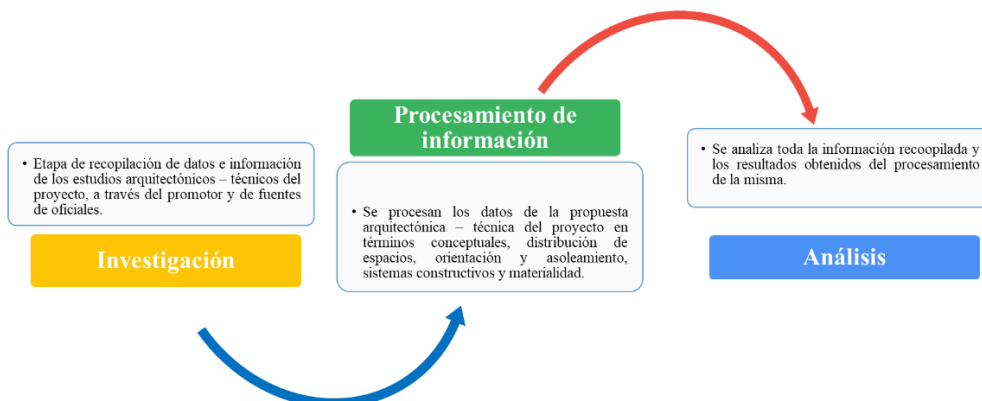 • Etapa de recopilación de datos e información
de los estudios arquitectónicos – técnicos del
proyecto, a través del promotor y de fuentes
de oficiales.
Investigación
Procesamiento de
información
• Se procesan los datos de la propuesta
arquitectónica – técnica del proyecto en
términos conceptuales, distribución de
espacios, orientación y asoleamiento,
sistemas constructivos y materialidad.
• Se analiza toda la información recoopilada y
los resultados obtenidos del procesamiento
de la misma.
Análisis